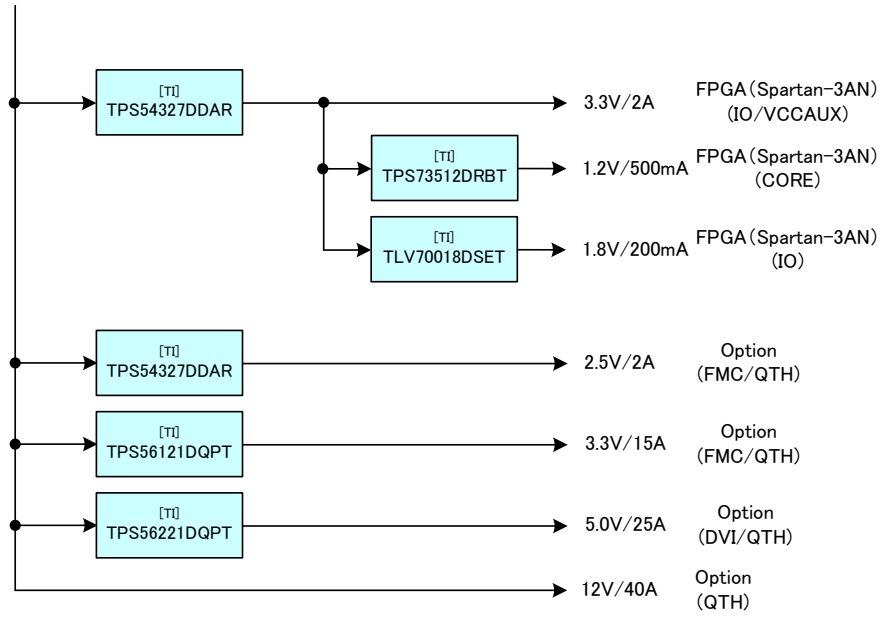 [TI]
TPS54327DDAR
3.3V/2A
FPGA(Spartan-3AN)
(IO/VCCAUX)
[TI]
TPS73512DRBT
1.2V/500mA
FPGA(Spartan-3AN)
(CORE)
[TI]
TLV70018DSET
1.8V/200mA
FPGA(Spartan-3AN)
(IO)
[TI]
TPS54327DDAR
2.5V/2A
Option
(FMC/QTH)
[TI]
TPS56121DQPT
3.3V/15A
Option
(FMC/QTH)
[TI]
TPS56221DQPT
5.0V/25A
Option
(DVI/QTH)
12V/40A
Option
(QTH)